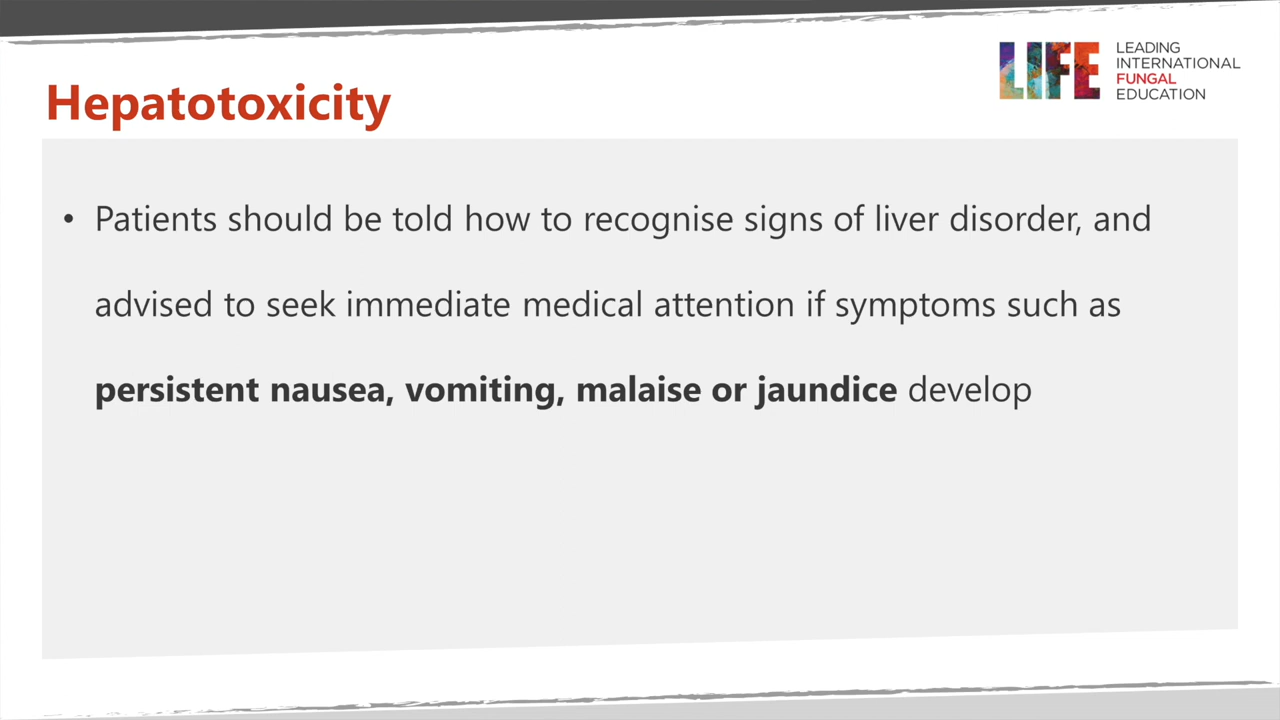 LIFE
LEADING
INTERNATIONAL
FUNGAL
EDUCATION
Hepatotoxicity
• Patients should be told how to recognise signs of liver disorder, and
advised to seek immediate medical attention if symptoms such as
persistent nausea, vomiting, malaise or jaundice develop